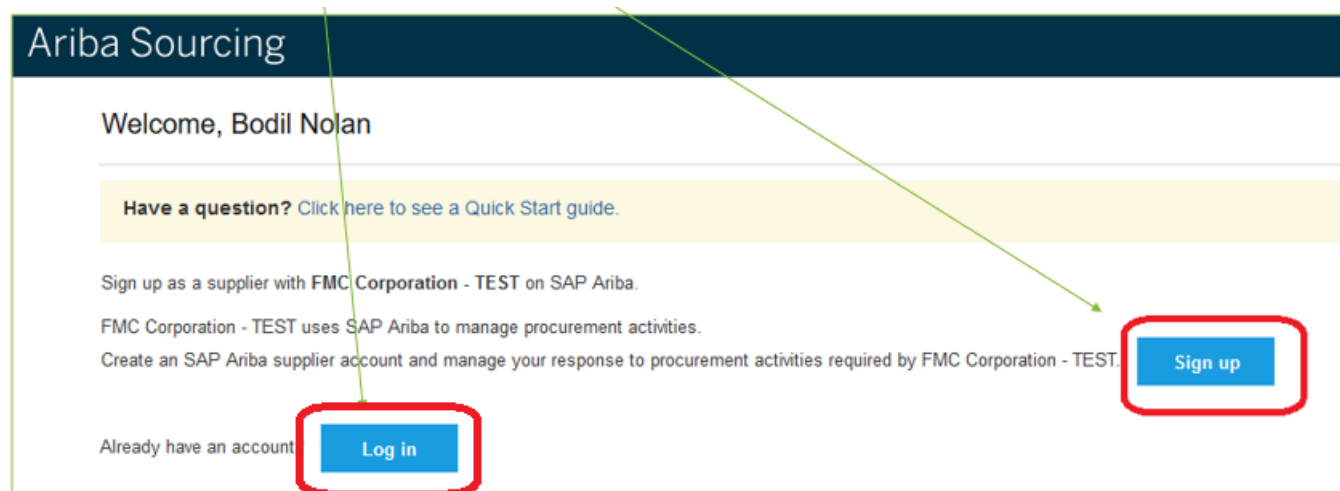 Ariba Sourcing
Welcome, Bodil Nolan
Have a question? Click here to see a Quick Start guide.
Sign up as a supplier with FMC Corporation - TEST on SAP Ariba.
FMC Corporation - TEST uses SAP Ariba to manage procurement activities.
Create an SAP Ariba supplier account and manage your response to procurement activities required by FMC Corporation - TEST.
Sign up
Already have an account?
Log in